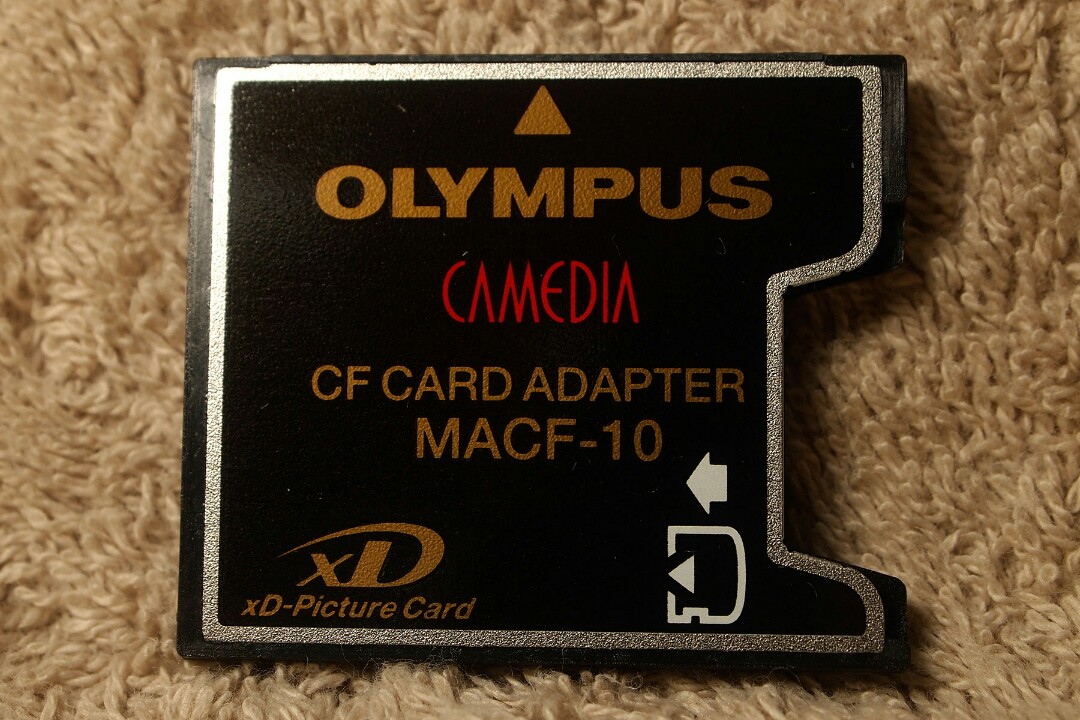 OLYMPUS
CAMEDIA
CF CARD ADAPTER
MACF-10
xD
xD-Picture Card